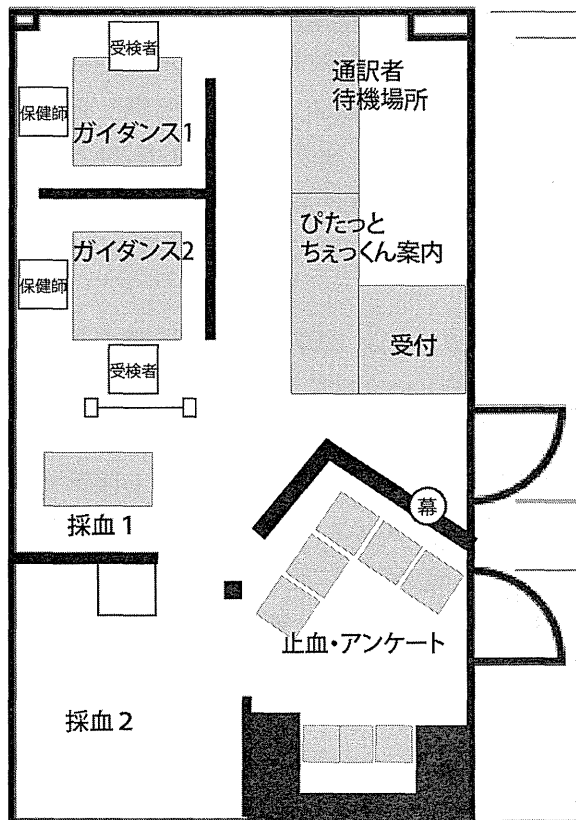 受検者
保健師
ガイダンス1
通訳者
待機場所
ガイダンス2
保健師
受検者
ぴたっと
ちぇっくん案内
受付
採血1
幕
止血・アンケート
採血2